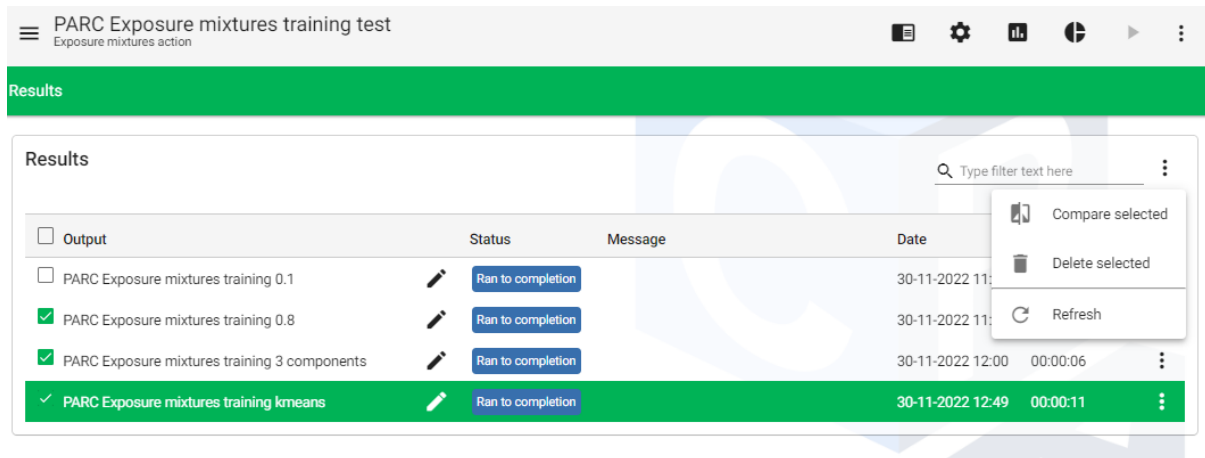 PARC Exposure mixtures training test
Exposure mixtures action
Results
Results
Type filter text here
Compare selected
Delete selected
Refresh
Output Status Message Date
PARC Exposure mixtures training 0.1 Ran to completion 30-11-2022 11:
PARC Exposure mixtures training 0.8 Ran to completion 30-11-2022 11:
PARC Exposure mixtures training 3 components Ran to completion 30-11-2022 12:00 00:00:06
PARC Exposure mixtures training kmeans Ran to completion 30-11-2022 12:49 00:00:11